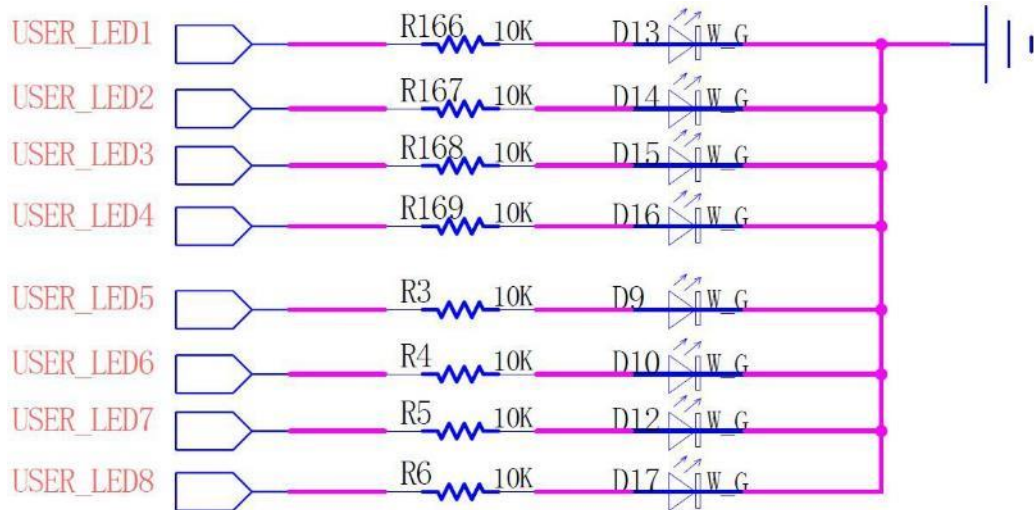 USER_LED1 R166 10K D13 W_G
USER_LED2 R167 10K D14 W_G
USER_LED3 R168 10K D15 W_G
USER_LED4 R169 10K D16 W_G
USER_LED5 R3 10K D9 W_G
USER_LED6 R4 10K D10 W_G
USER_LED7 R5 10K D12 W_G
USER_LED8 R6 10K D17 W_G